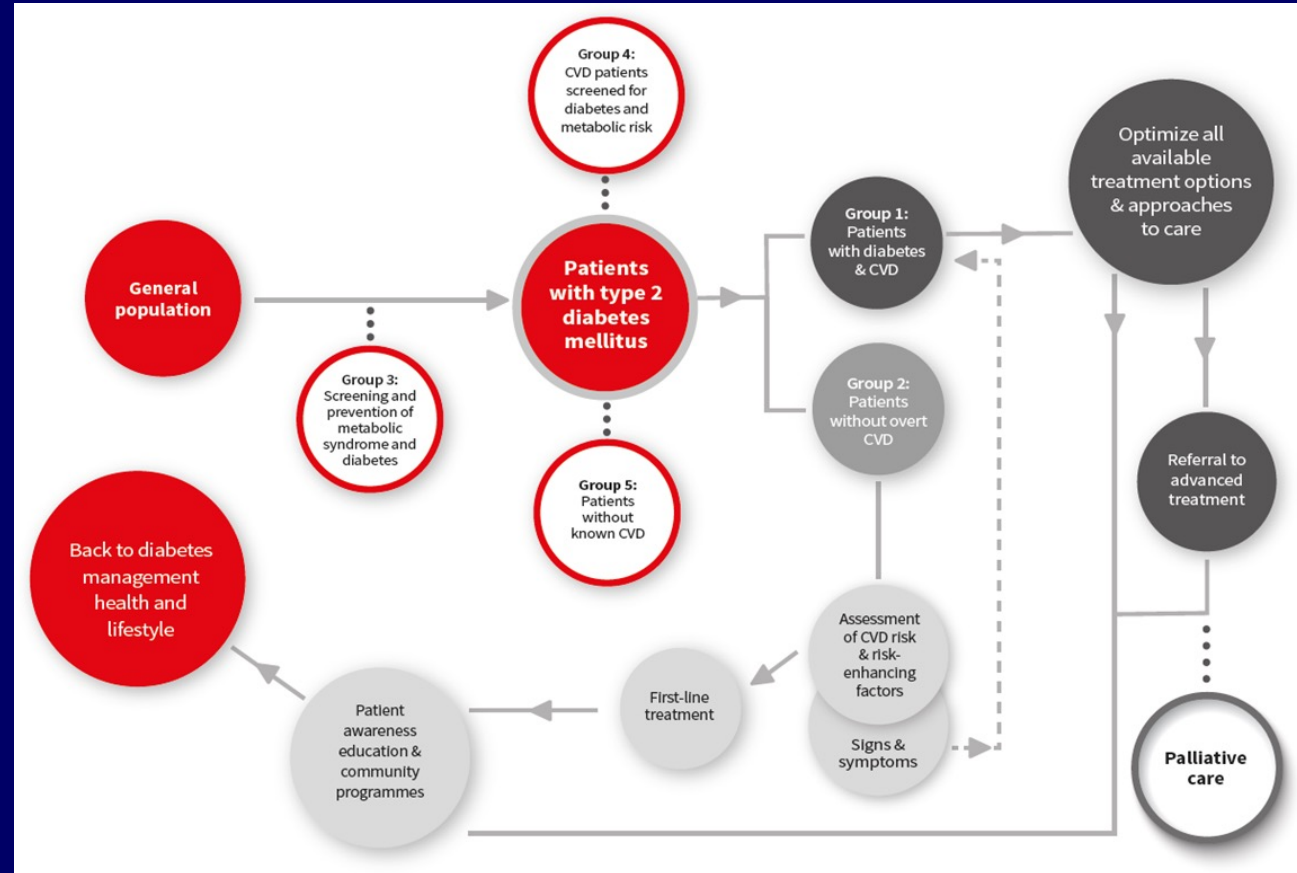 Group 4:
CVD patients
screened for
diabetes and
metabolic risk
Optimize all
available
treatment options
& approaches
to care
General
population
Patients
with type 2
diabetes
mellitus
Group 1:
Patients
with diabetes
& CVD
Group 3:
Screening and
prevention of
metabolic
syndrome and
diabetes
Group 2:
Patients
without overt
CVD
Group 5:
Patients
without
known CVD
Referral to
advanced
treatment
Back to diabetes
management
health and
lifestyle
Assessment
of CVD risk
& risk-
enhancing
factors
First-line
treatment
Patient
awareness
education &
community
programmes
Signs &
symptoms
Palliative
care